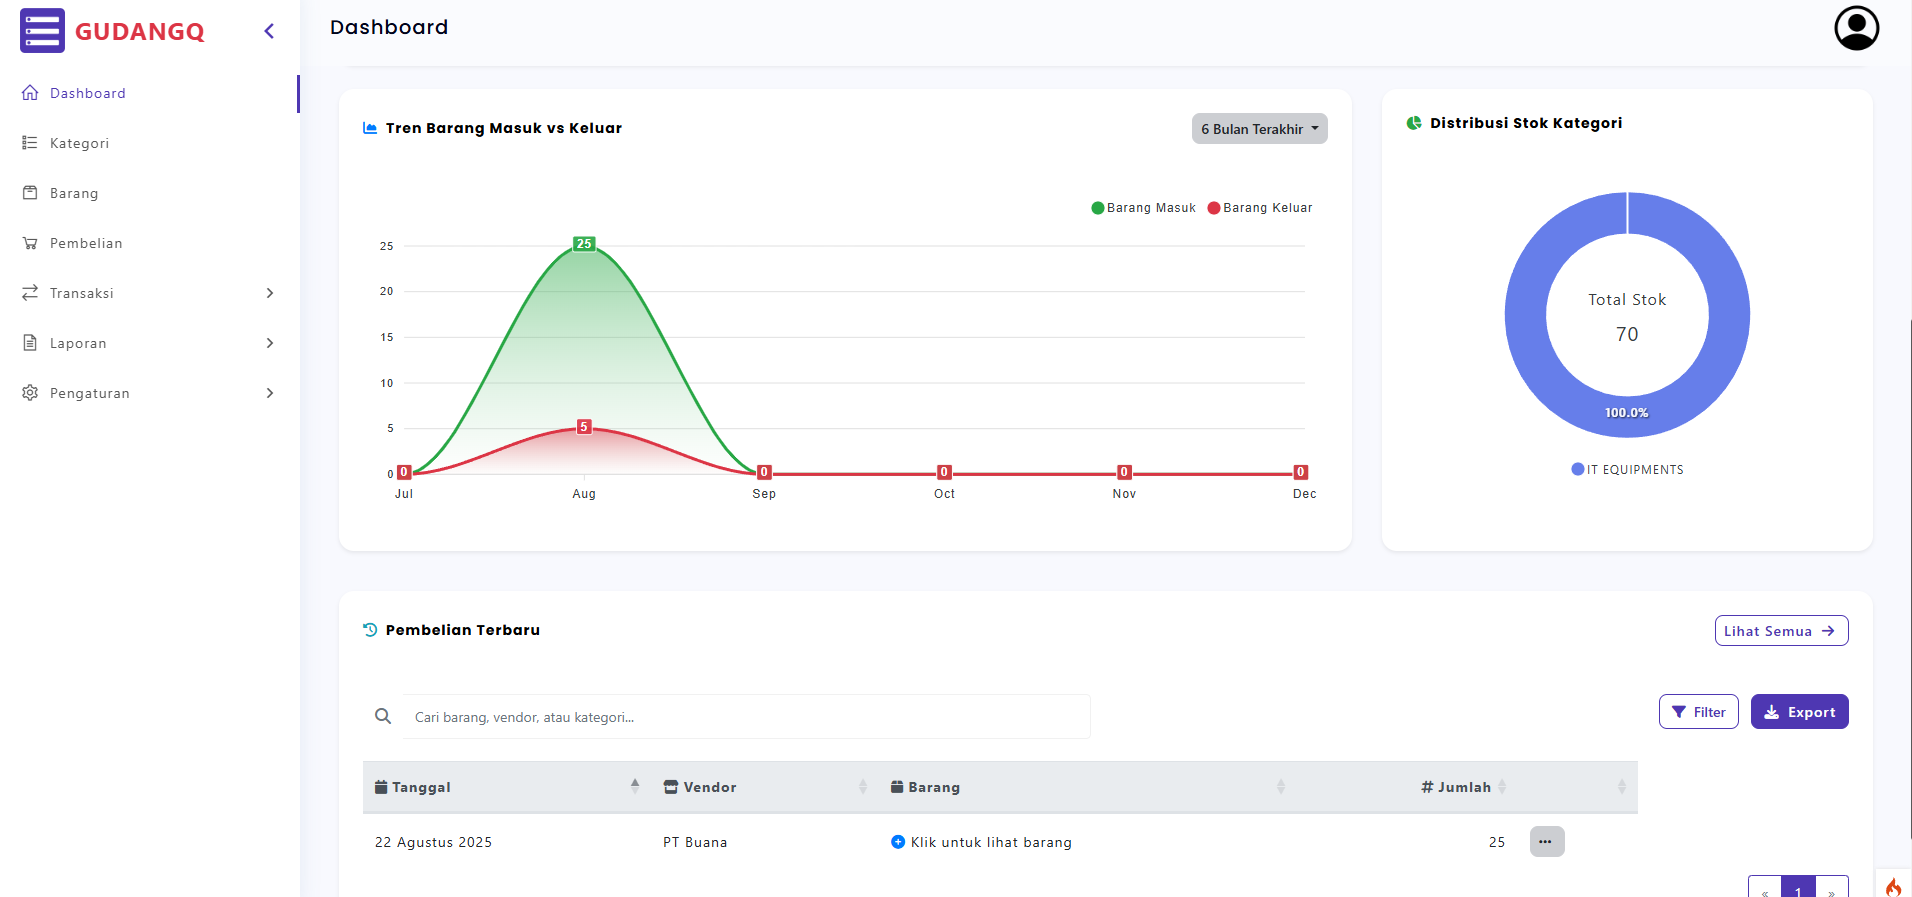 GUDANGQ
Dashboard
Kategori
Barang
Pembelian
Transaksi
Laporan
Pengaturan
Dashboard
Tren Barang Masuk vs Keluar
6 Bulan Terakhir
Barang Masuk Barang Keluar
25
20
15
10
5
0
25
5
0 0 0 0 0
Jul Aug Sep Oct Nov Dec
Distribusi Stok Kategori
Total Stok
70
100.0%
IT EQUIPMENTS
Pembelian Terbaru
Lihat Semua
Cari barang, vendor, atau kategori...
Filter
Export
Tanggal Vendor Barang # Jumlah
22 Agustus 2025 PT Buana Klik untuk lihat barang 25 ...
« 1 »